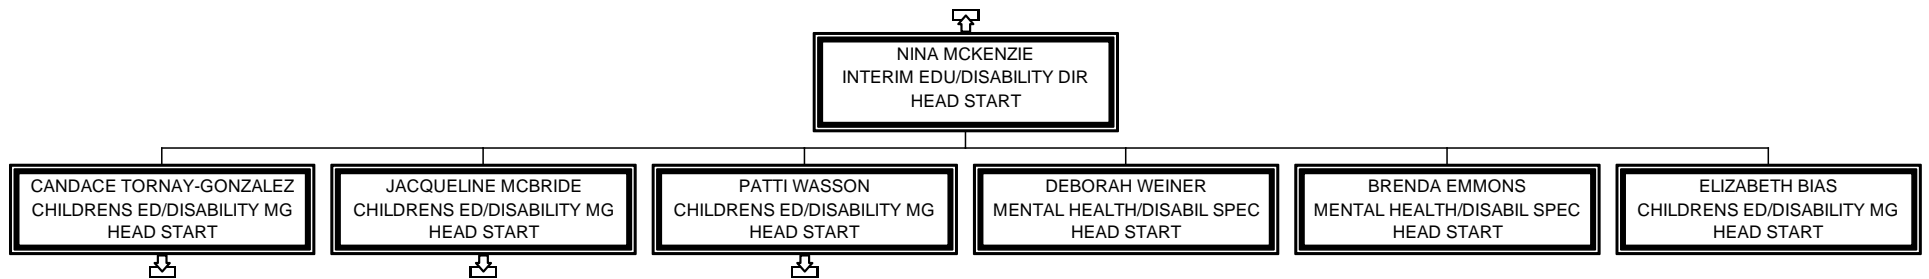 NINA MCKENZIE
INTERIM EDU/DISABILITY DIR
HEAD START
CANDACE TORNAY-GONZALEZ
CHILDRENS ED/DISABILITY MG
HEAD START
JACQUELINE MCBRIDE
CHILDRENS ED/DISABILITY MG
HEAD START
PATTI WASSON
CHILDRENS ED/DISABILITY MG
HEAD START
DEBORAH WEINER
MENTAL HEALTH/DISABIL SPEC
HEAD START
BRENDA EMMONS
MENTAL HEALTH/DISABIL SPEC
HEAD START
ELIZABETH BIAS
CHILDRENS ED/DISABILITY MG
HEAD START